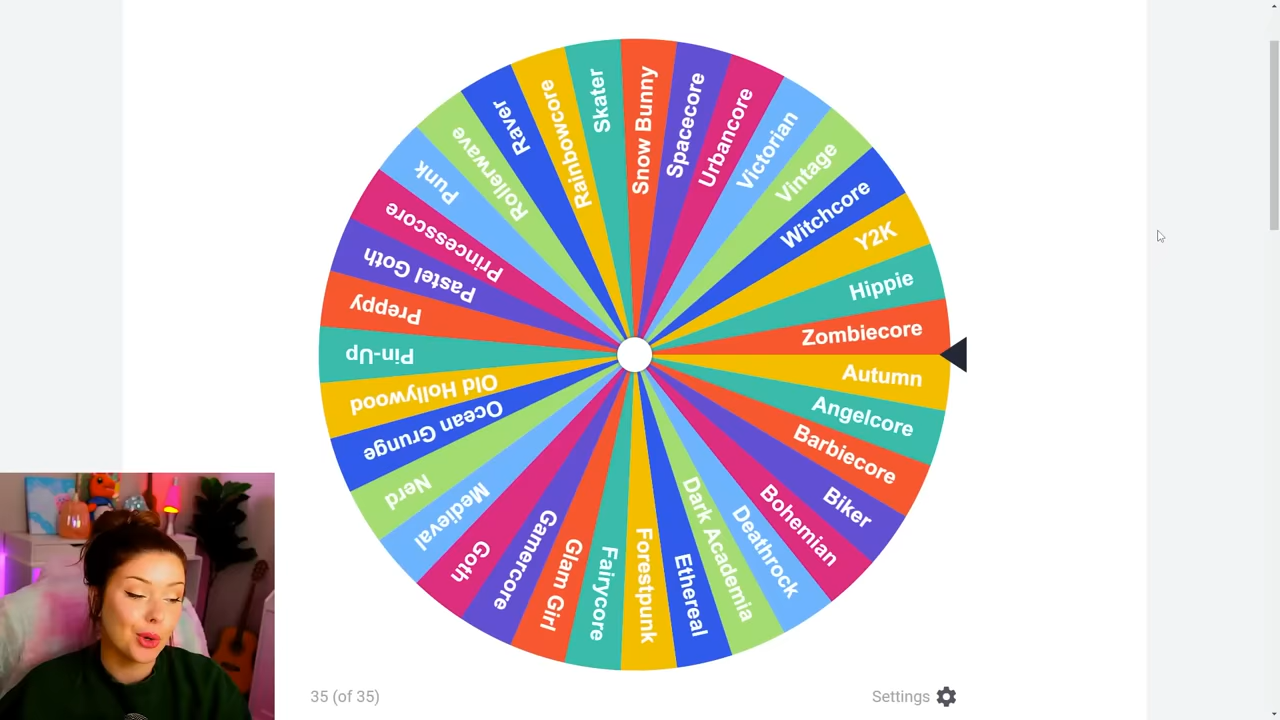 Snow Bunny
Spacecore
Urbancore
Victorian
Vintage
Witchcore
Y2K
Hippie
Zombiecore
Autumn
Angelcore
Barbiecore
Biker
Bohemian
Deathrock
Dark Academia
Ethereal
Forestpunk
Fairycore
Glam Girl
Gamercore
Goth
Medieval
Nerd
Ocean Grunge
Old Hollywood
Pin-Up
Preppy
Pastel Goth
Princesscore
Punk
Rollerwave
Raver
Rainbowcore
Skater
35 (of 35)
Settings